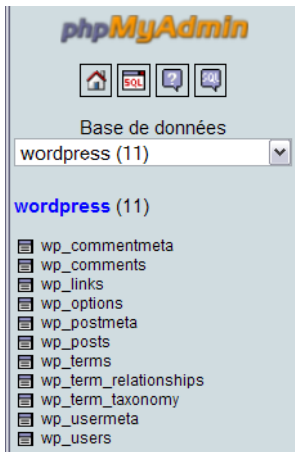 phpMyAdmin
SQL ? SQL
Base de données
wordpress (11)
wordpress (11)
wp_commentmeta
wp_comments
wp_links
wp_options
wp_postmeta
wp_posts
wp_terms
wp_term_relationships
wp_term_taxonomy
wp_usermeta
wp_users